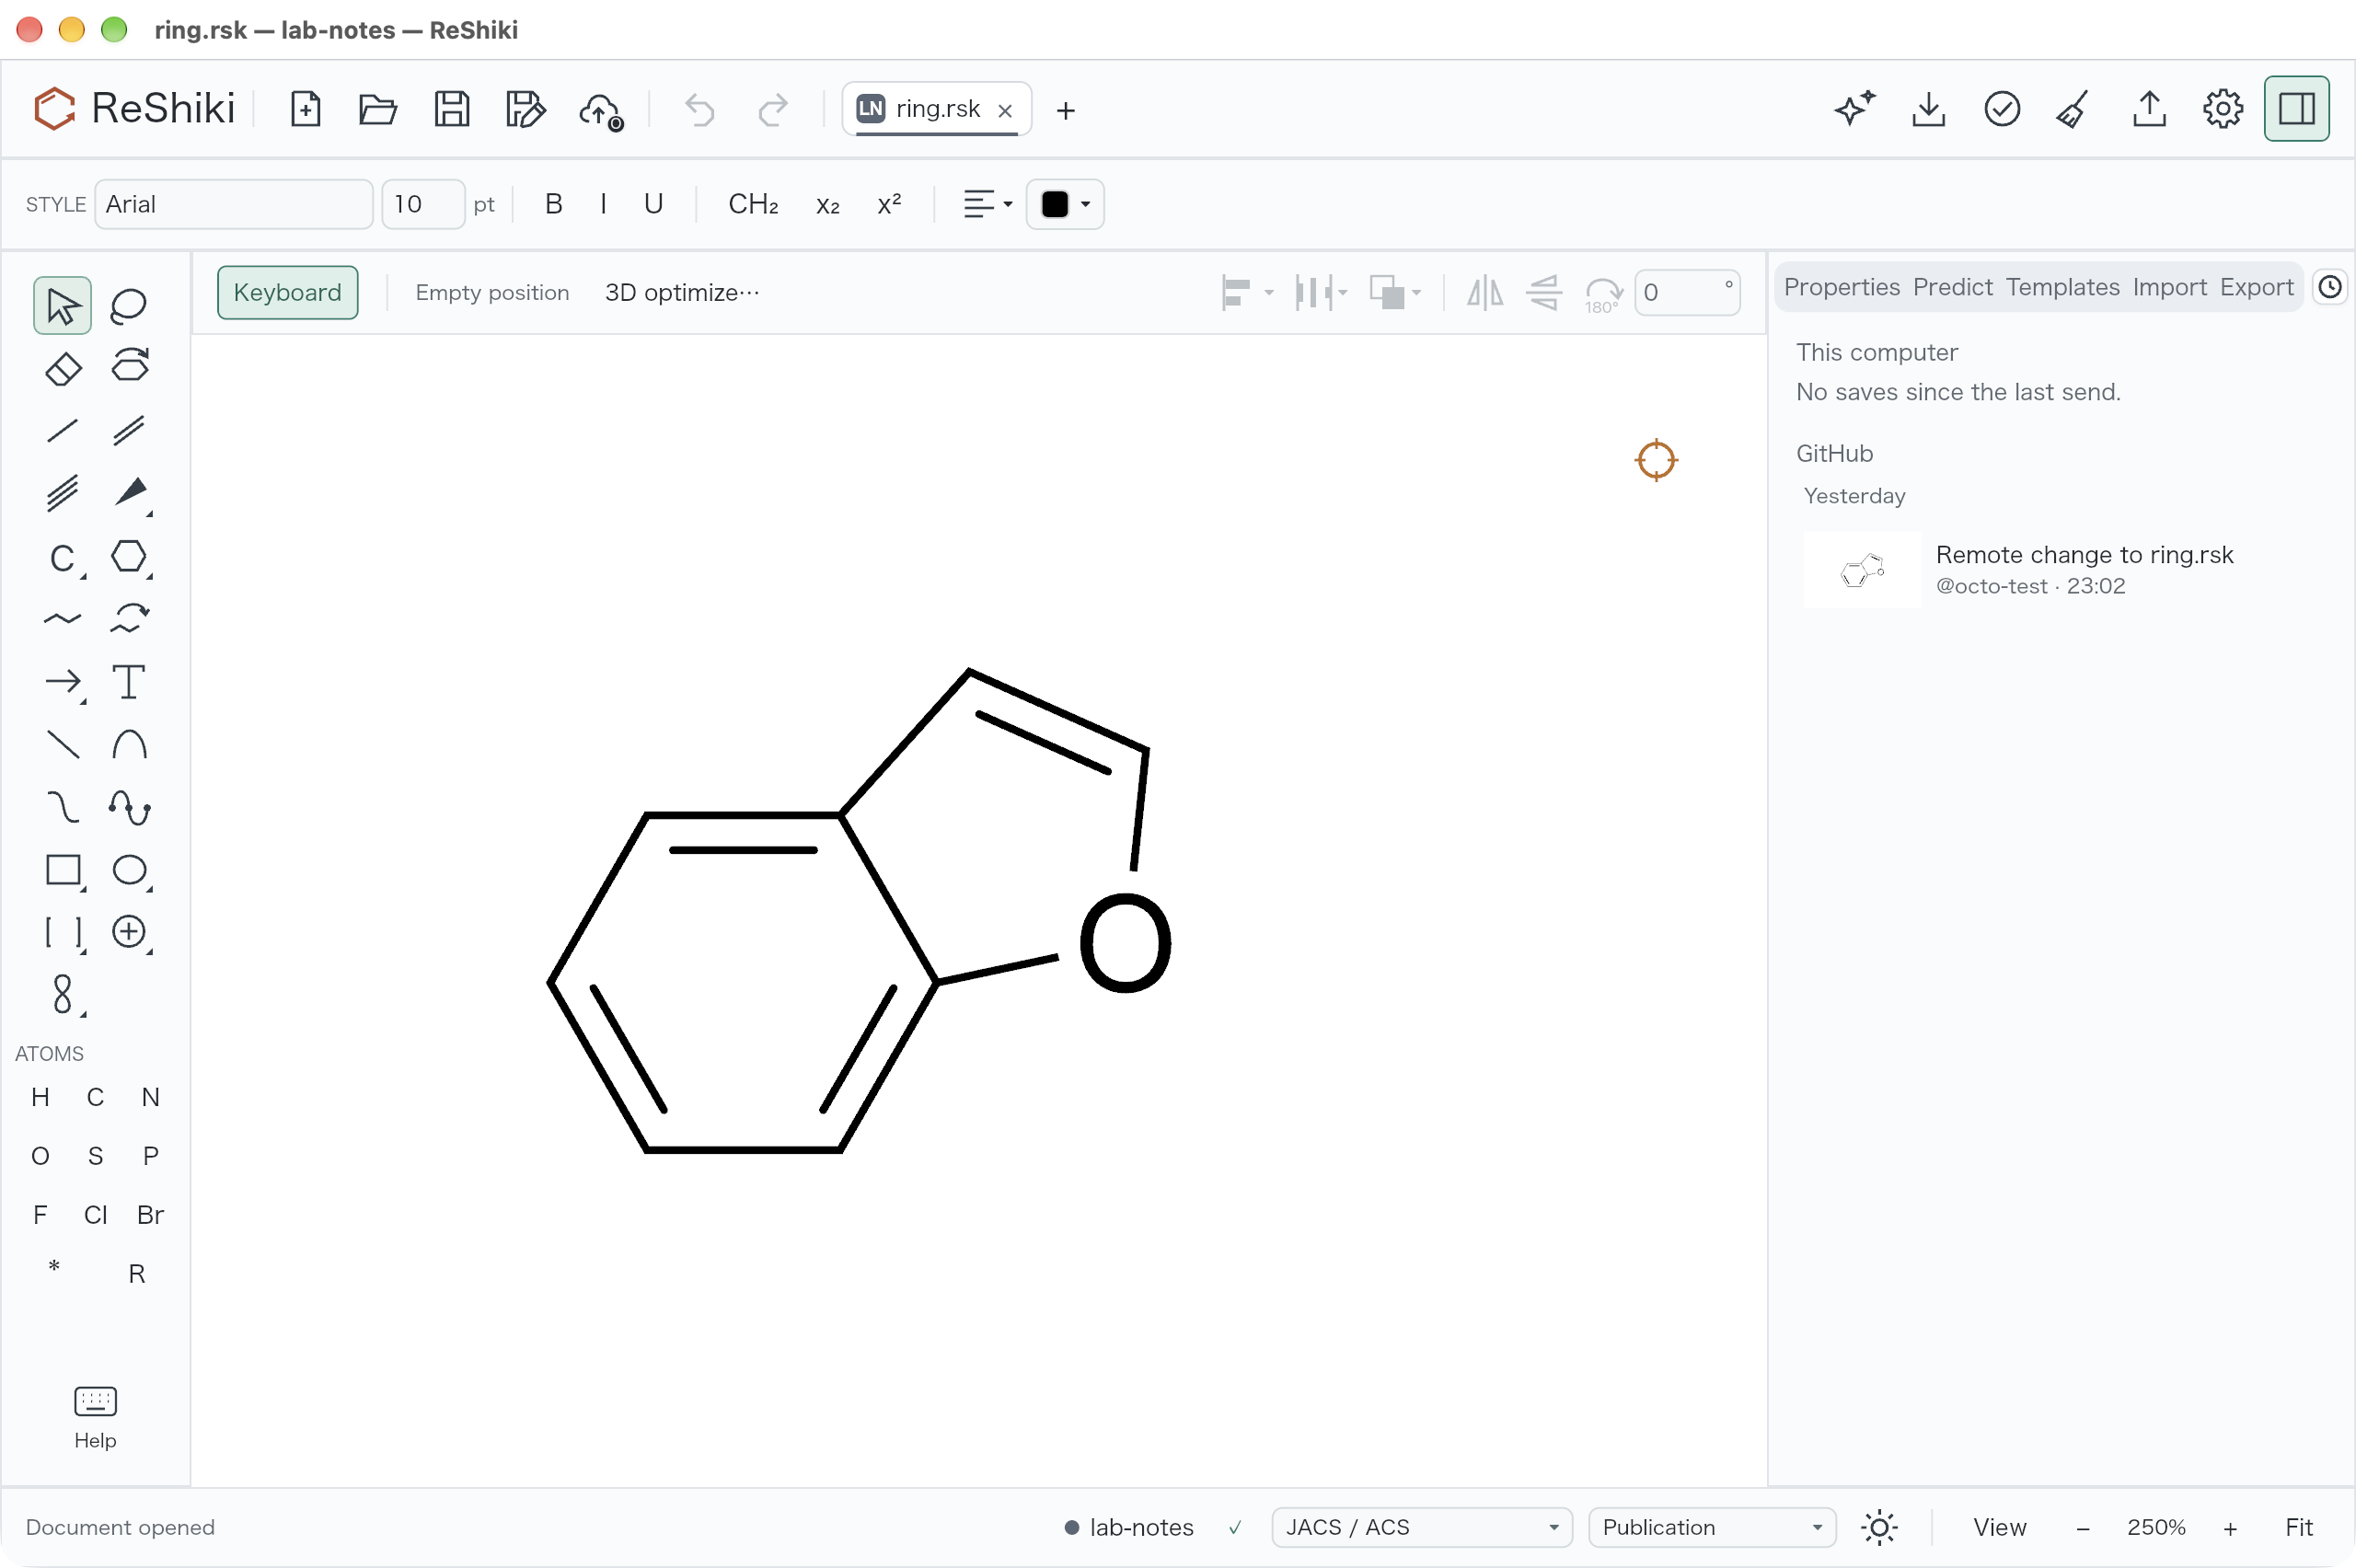 ring.rsk — lab-notes — ReShiki
ReShiki
LN ring.rsk × +
STYLE Arial 10 pt B I U CH₂ x₂ x² 
Keyboard Empty position 3D optimize··· 180° 0 °
Properties Predict Templates Import Export
This computer
No saves since the last send.
GitHub
Yesterday
Remote change to ring.rsk
@octo-test · 23:02
C
T
O
O
[ ]
ATOMS
H C N
O S P
F Cl Br
* R
Help
Document opened lab-notes ✓ JACS / ACS Publication View − 250% + Fit